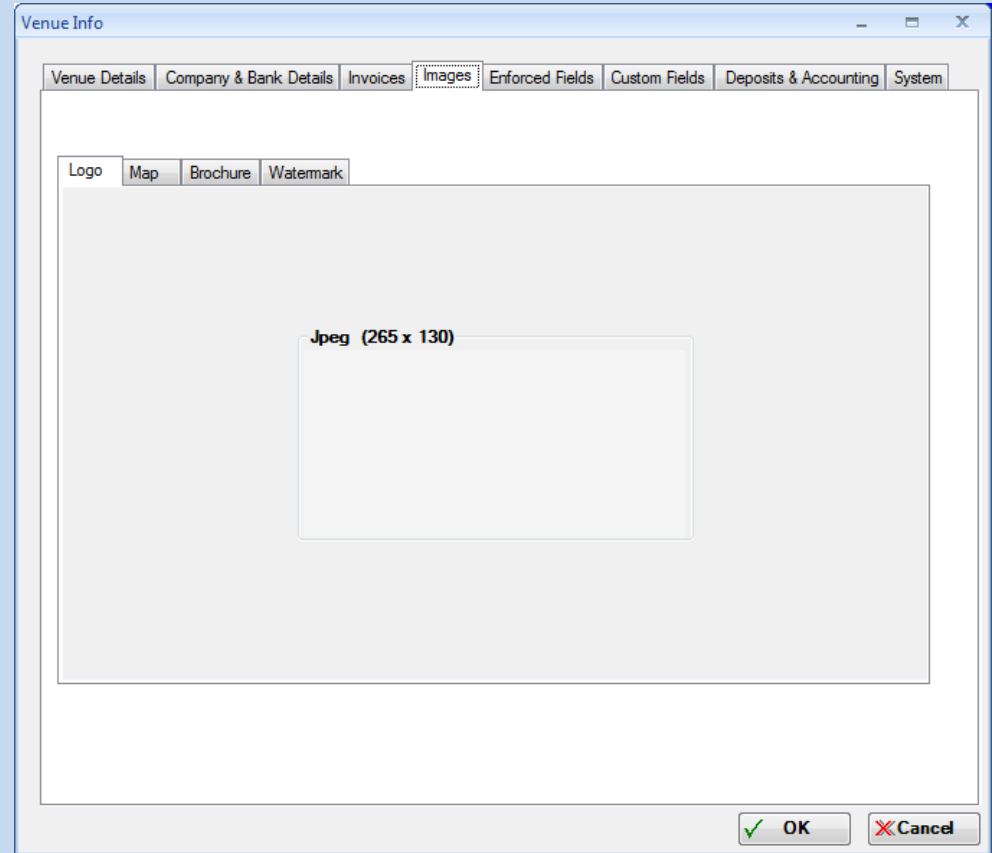 Venue Info
Venue Details Company & Bank Details Invoices Images Enforced Fields Custom Fields Deposits & Accounting System
Logo Map Brochure Watermark
Jpeg (265 x 130)
OK Cancel